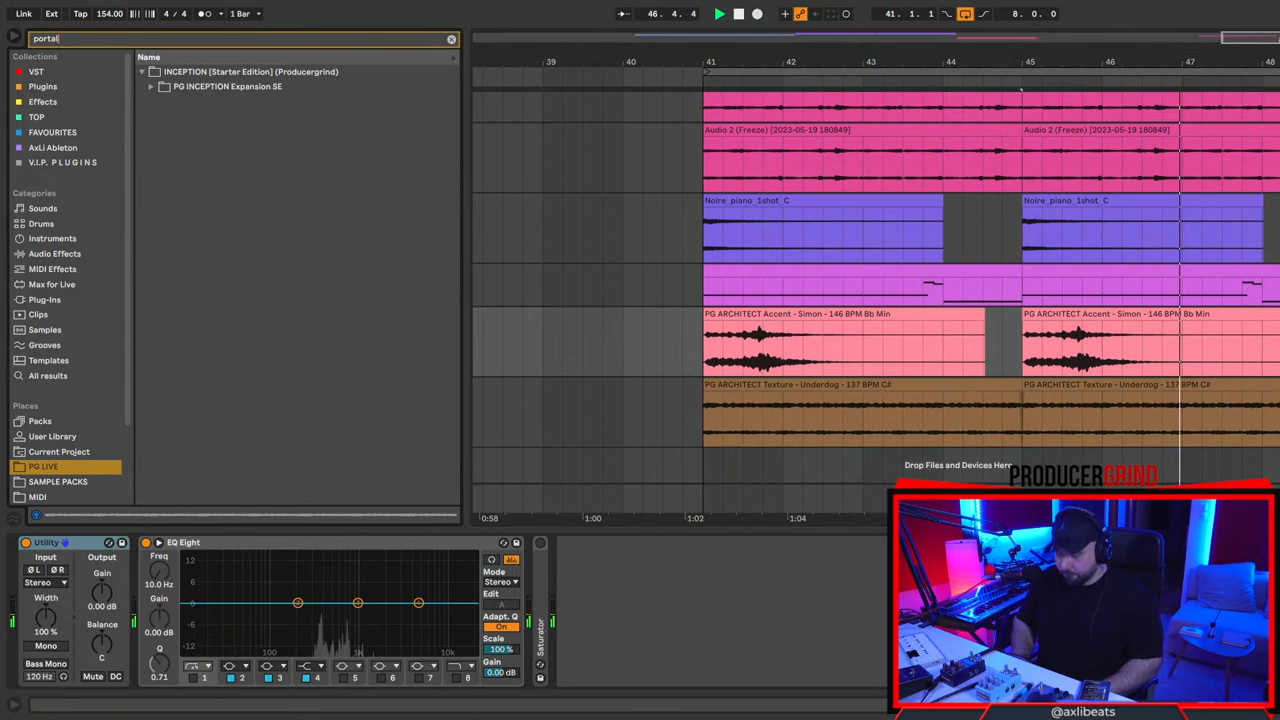 Link Ext Tap 154.00 4 / 4 1 Bar 46. 4. 4 41. 1. 1 8. 0. 0
portal
Collections
VST
Plugins
Effects
TOP
FAVOURITES
AxLi Ableton
V.I.P. P L U G I N S
Categories
Sounds
Drums
Instruments
Audio Effects
MIDI Effects
Max for Live
Plug-Ins
Clips
Samples
Grooves
Templates
All results
Places
Packs
User Library
Current Project
PG LIVE
SAMPLE PACKS
MIDI
Name
INCEPTION [Starter Edition] (Producergrind)
PG INCEPTION Expansion SE
39 40 41 42 43 44 45 46 47 48
Audio 2 (Freeze) [2023-05-19 180849] Audio 2 (Freeze) [2023-05-19 180849]
Noire_piano_1shot_C Noire_piano_1shot_C
PG ARCHITECT Accent - Simon - 146 BPM Bb Min PG ARCHITECT Accent - Simon - 146 BPM Bb Min
PG ARCHITECT Texture - Underdog - 137 BPM C# PG ARCHITECT Texture - Underdog - 137 BPM C#
Drop Files and Devices Here
PRODUCERGRIND
0:58 1:00 1:02 1:04
Utility
Input Output
Ø L Ø R Gain
Stereo
Width 0.00 dB
Balance
100 %
Mono C
Bass Mono
120 Hz Mute DC
EQ Eight
Freq
10.0 Hz
Gain
0.00 dB
Q
0.71
12
6
0
-6
-12
100 1k 10k
1 2 3 4 5 6 7 8
Mode
Stereo
Edit
A
Adapt. Q
On
Scale
100 %
Gain
0.00 dB
Saturator
@axlibeats